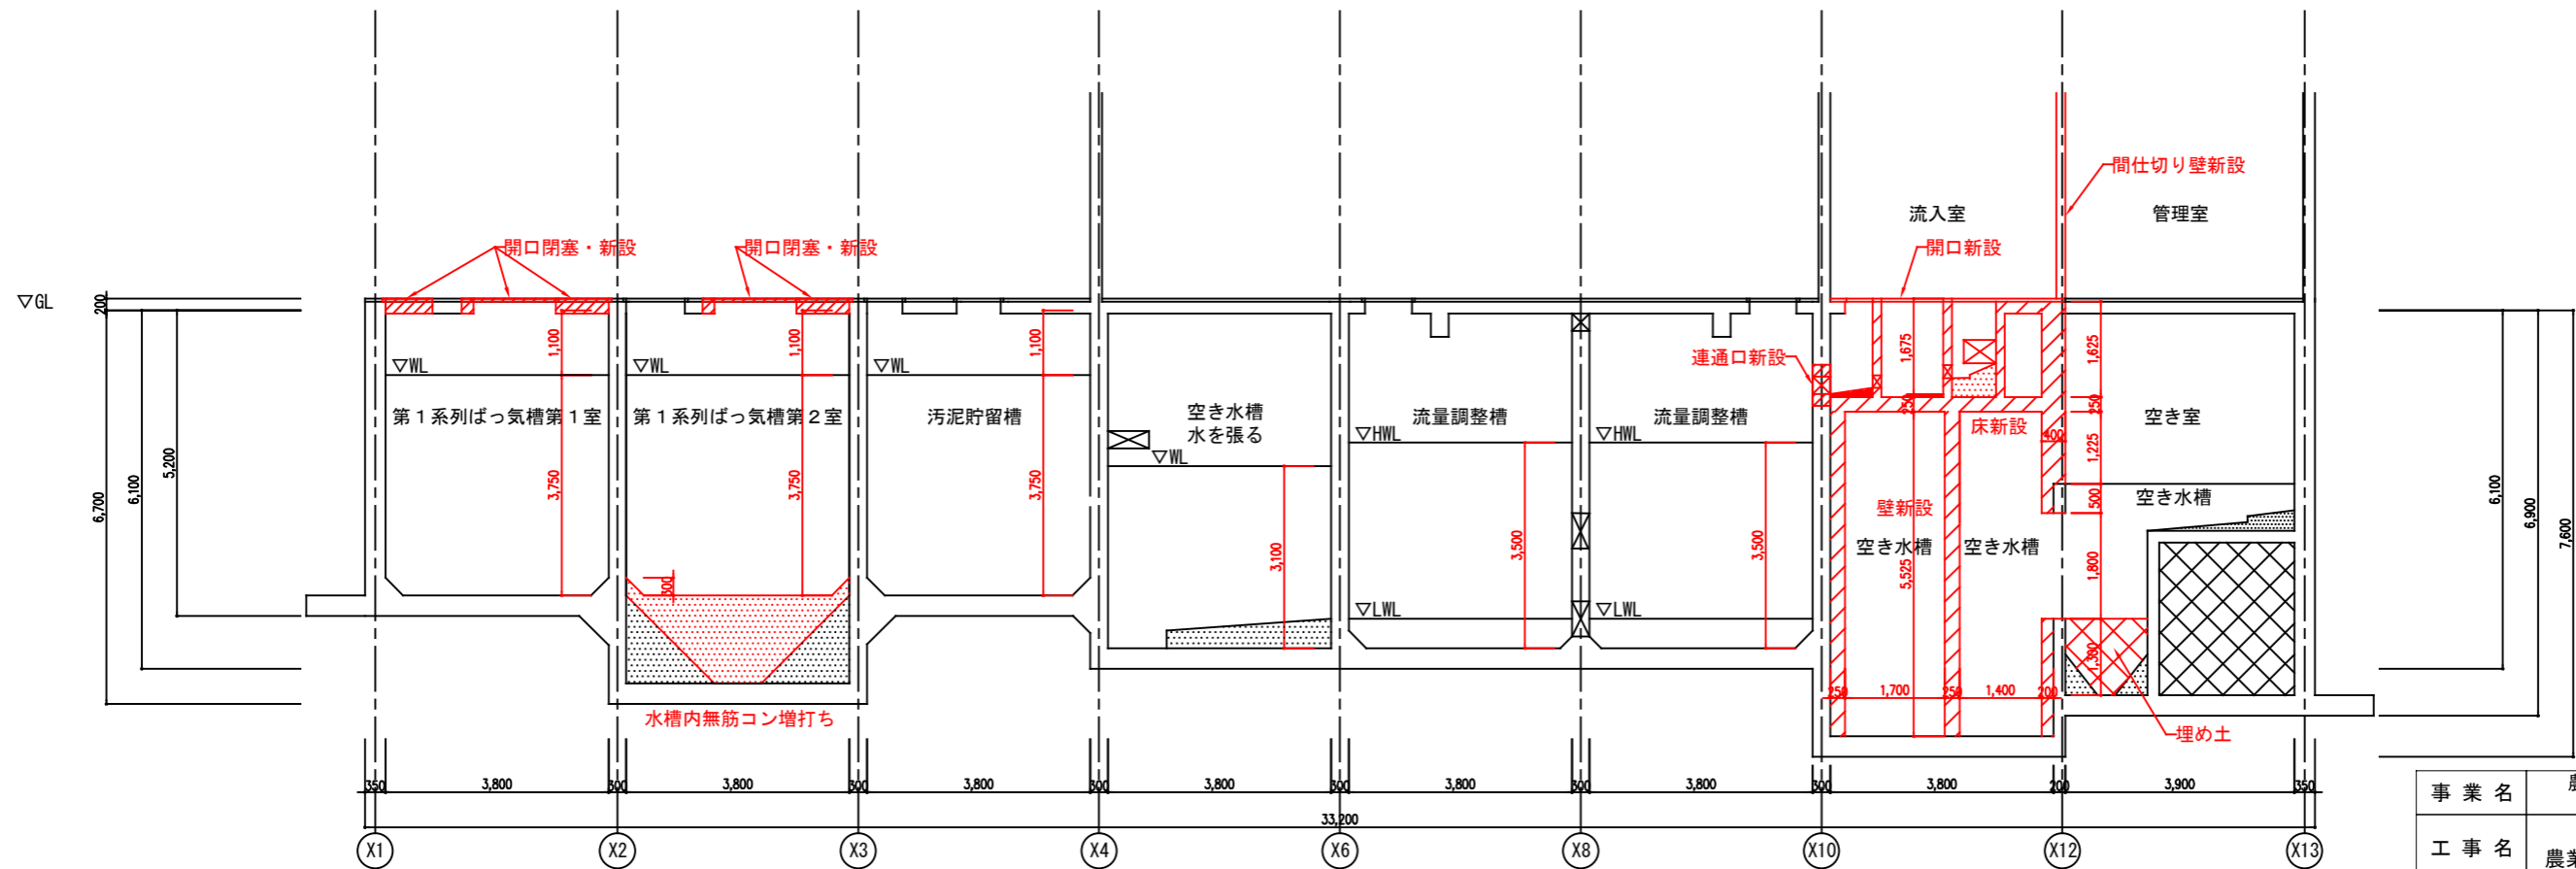 間仕切り壁新設
流入室
管理室
開口閉塞・新設
開口閉塞・新設
開口新設
▽GL
200
1,100
1,100
1,100
1,675
1,625
▽WL
▽WL
▽WL
連通口新設
第1系列ばっ気槽第1室
第1系列ばっ気槽第2室
汚泥貯留槽
空き水槽
水を張る
流量調整槽
流量調整槽
250
250
床新設
空き室
400
▽HWL
▽HWL
▽WL
1,225
5,200
6,100
6,700
3,750
3,750
3,750
500
空き水槽
6,100
6,900
7,600
壁新設
3,100
3,500
3,500
空き水槽
空き水槽
5,525
1,800
300
▽LWL
▽LWL
1,300
250
1,700
250
1,400
200
水槽内無筋コン増打ち
埋め土
350
3,800
300
3,800
300
3,800
300
3,800
300
3,800
300
3,800
300
3,800
200
3,900
350
33,200
X1
X2
X3
X4
X6
X8
X10
X12
X13
事業名
工事名
農業